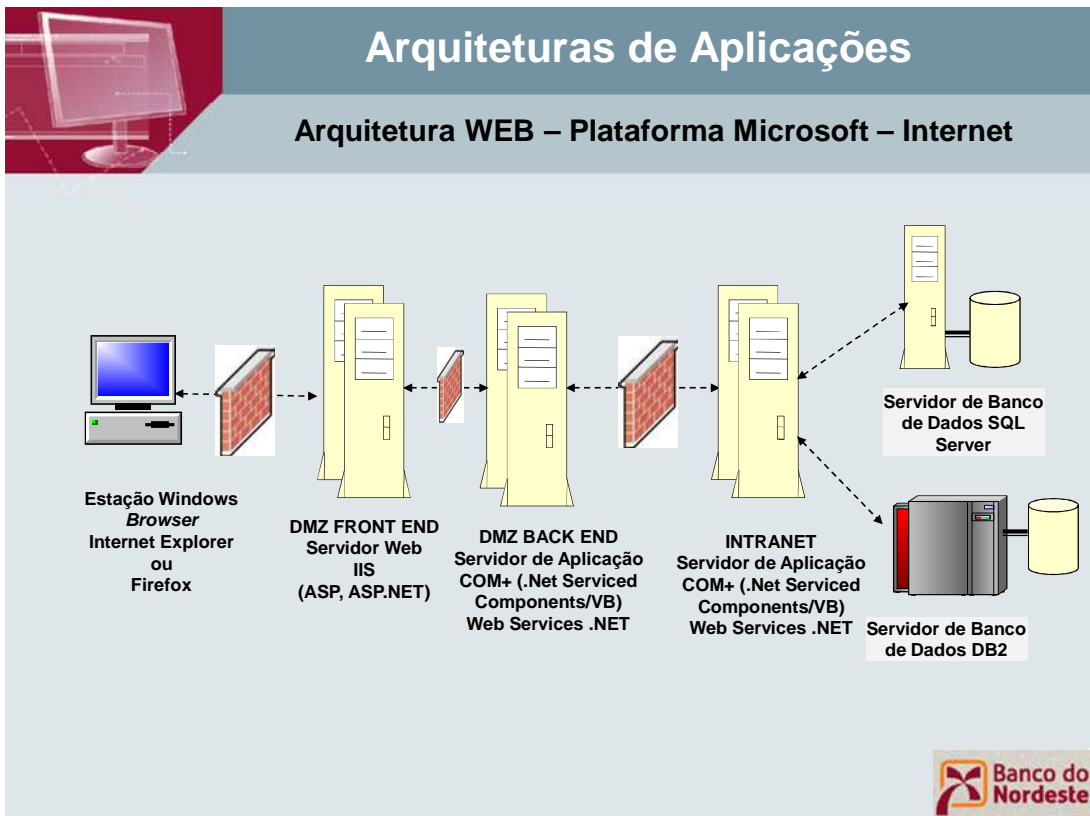 Arquiteturas de Aplicações
Arquitetura WEB – Plataforma Microsoft – Internet
Estação Windows
Browser
Internet Explorer
ou
Firefox
DMZ FRONT END
Servidor Web
IIS
(ASP, ASP.NET)
DMZ BACK END
Servidor de Aplicação
COM+ (.Net Serviced
Components/VB)
Web Services .NET
INTRANET
Servidor de Aplicação
COM+ (.Net Serviced
Components/VB)
Web Services .NET
Servidor de Banco
de Dados SQL
Server
Servidor de Banco
de Dados DB2
Banco do
Nordeste